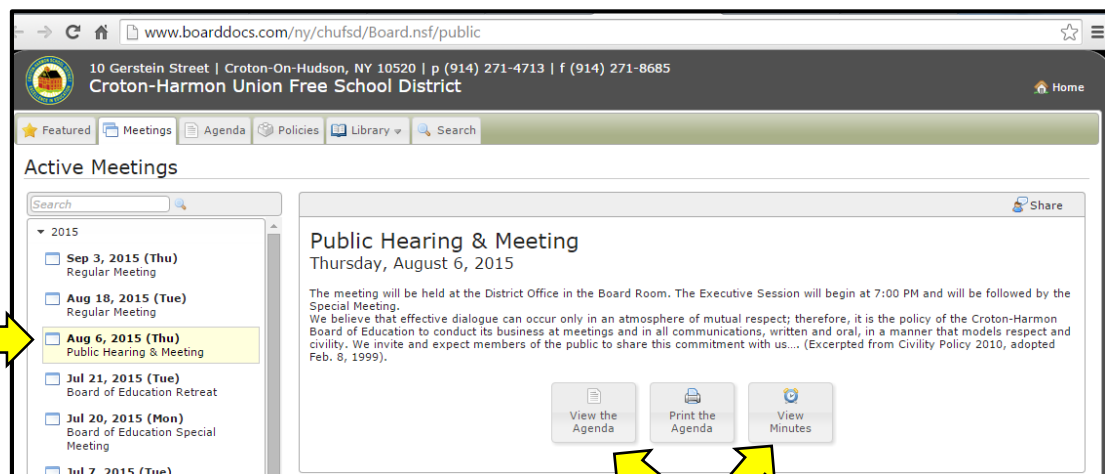 www.boarddocs.com/ny/chufsd/Board.nsf/public
10 Gerstein Street | Croton-On-Hudson, NY 10520 | p (914) 271-4713 | f (914) 271-8685
Croton-Harmon Union Free School District
Home
Featured Meetings Agenda Policies Library Search
Active Meetings
Search
Share
2015
Sep 3, 2015 (Thu)
Regular Meeting
Aug 18, 2015 (Tue)
Regular Meeting
Aug 6, 2015 (Thu)
Public Hearing & Meeting
Jul 21, 2015 (Tue)
Board of Education Retreat
Jul 20, 2015 (Mon)
Board of Education Special
Meeting
Jul 7, 2015 (Tue)
Public Hearing & Meeting
Thursday, August 6, 2015
The meeting will be held at the District Office in the Board Room. The Executive Session will begin at 7:00 PM and will be followed by the
Special Meeting.
We believe that effective dialogue can occur only in an atmosphere of mutual respect; therefore, it is the policy of the Croton-Harmon
Board of Education to conduct its business at meetings and in all communications, written and oral, in a manner that models respect and
civility. We invite and expect members of the public to share this commitment with us.... (Excerpted from Civility Policy 2010, adopted
Feb. 8, 1999).
View the
Agenda
Print the
Agenda
View
Minutes